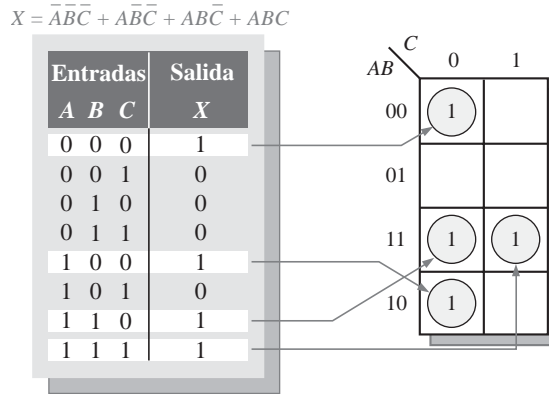 X = A̅B̅C̅ + AB̅C̅ + ABC̅ + ABC
Entradas Salida
A B C X
0 0 0 1
0 0 1 0
0 1 0 0
0 1 1 0
1 0 0 1
1 0 1 0
1 1 0 1
1 1 1 1
C
AB 0 1
00 1
01
11 1 1
10 1